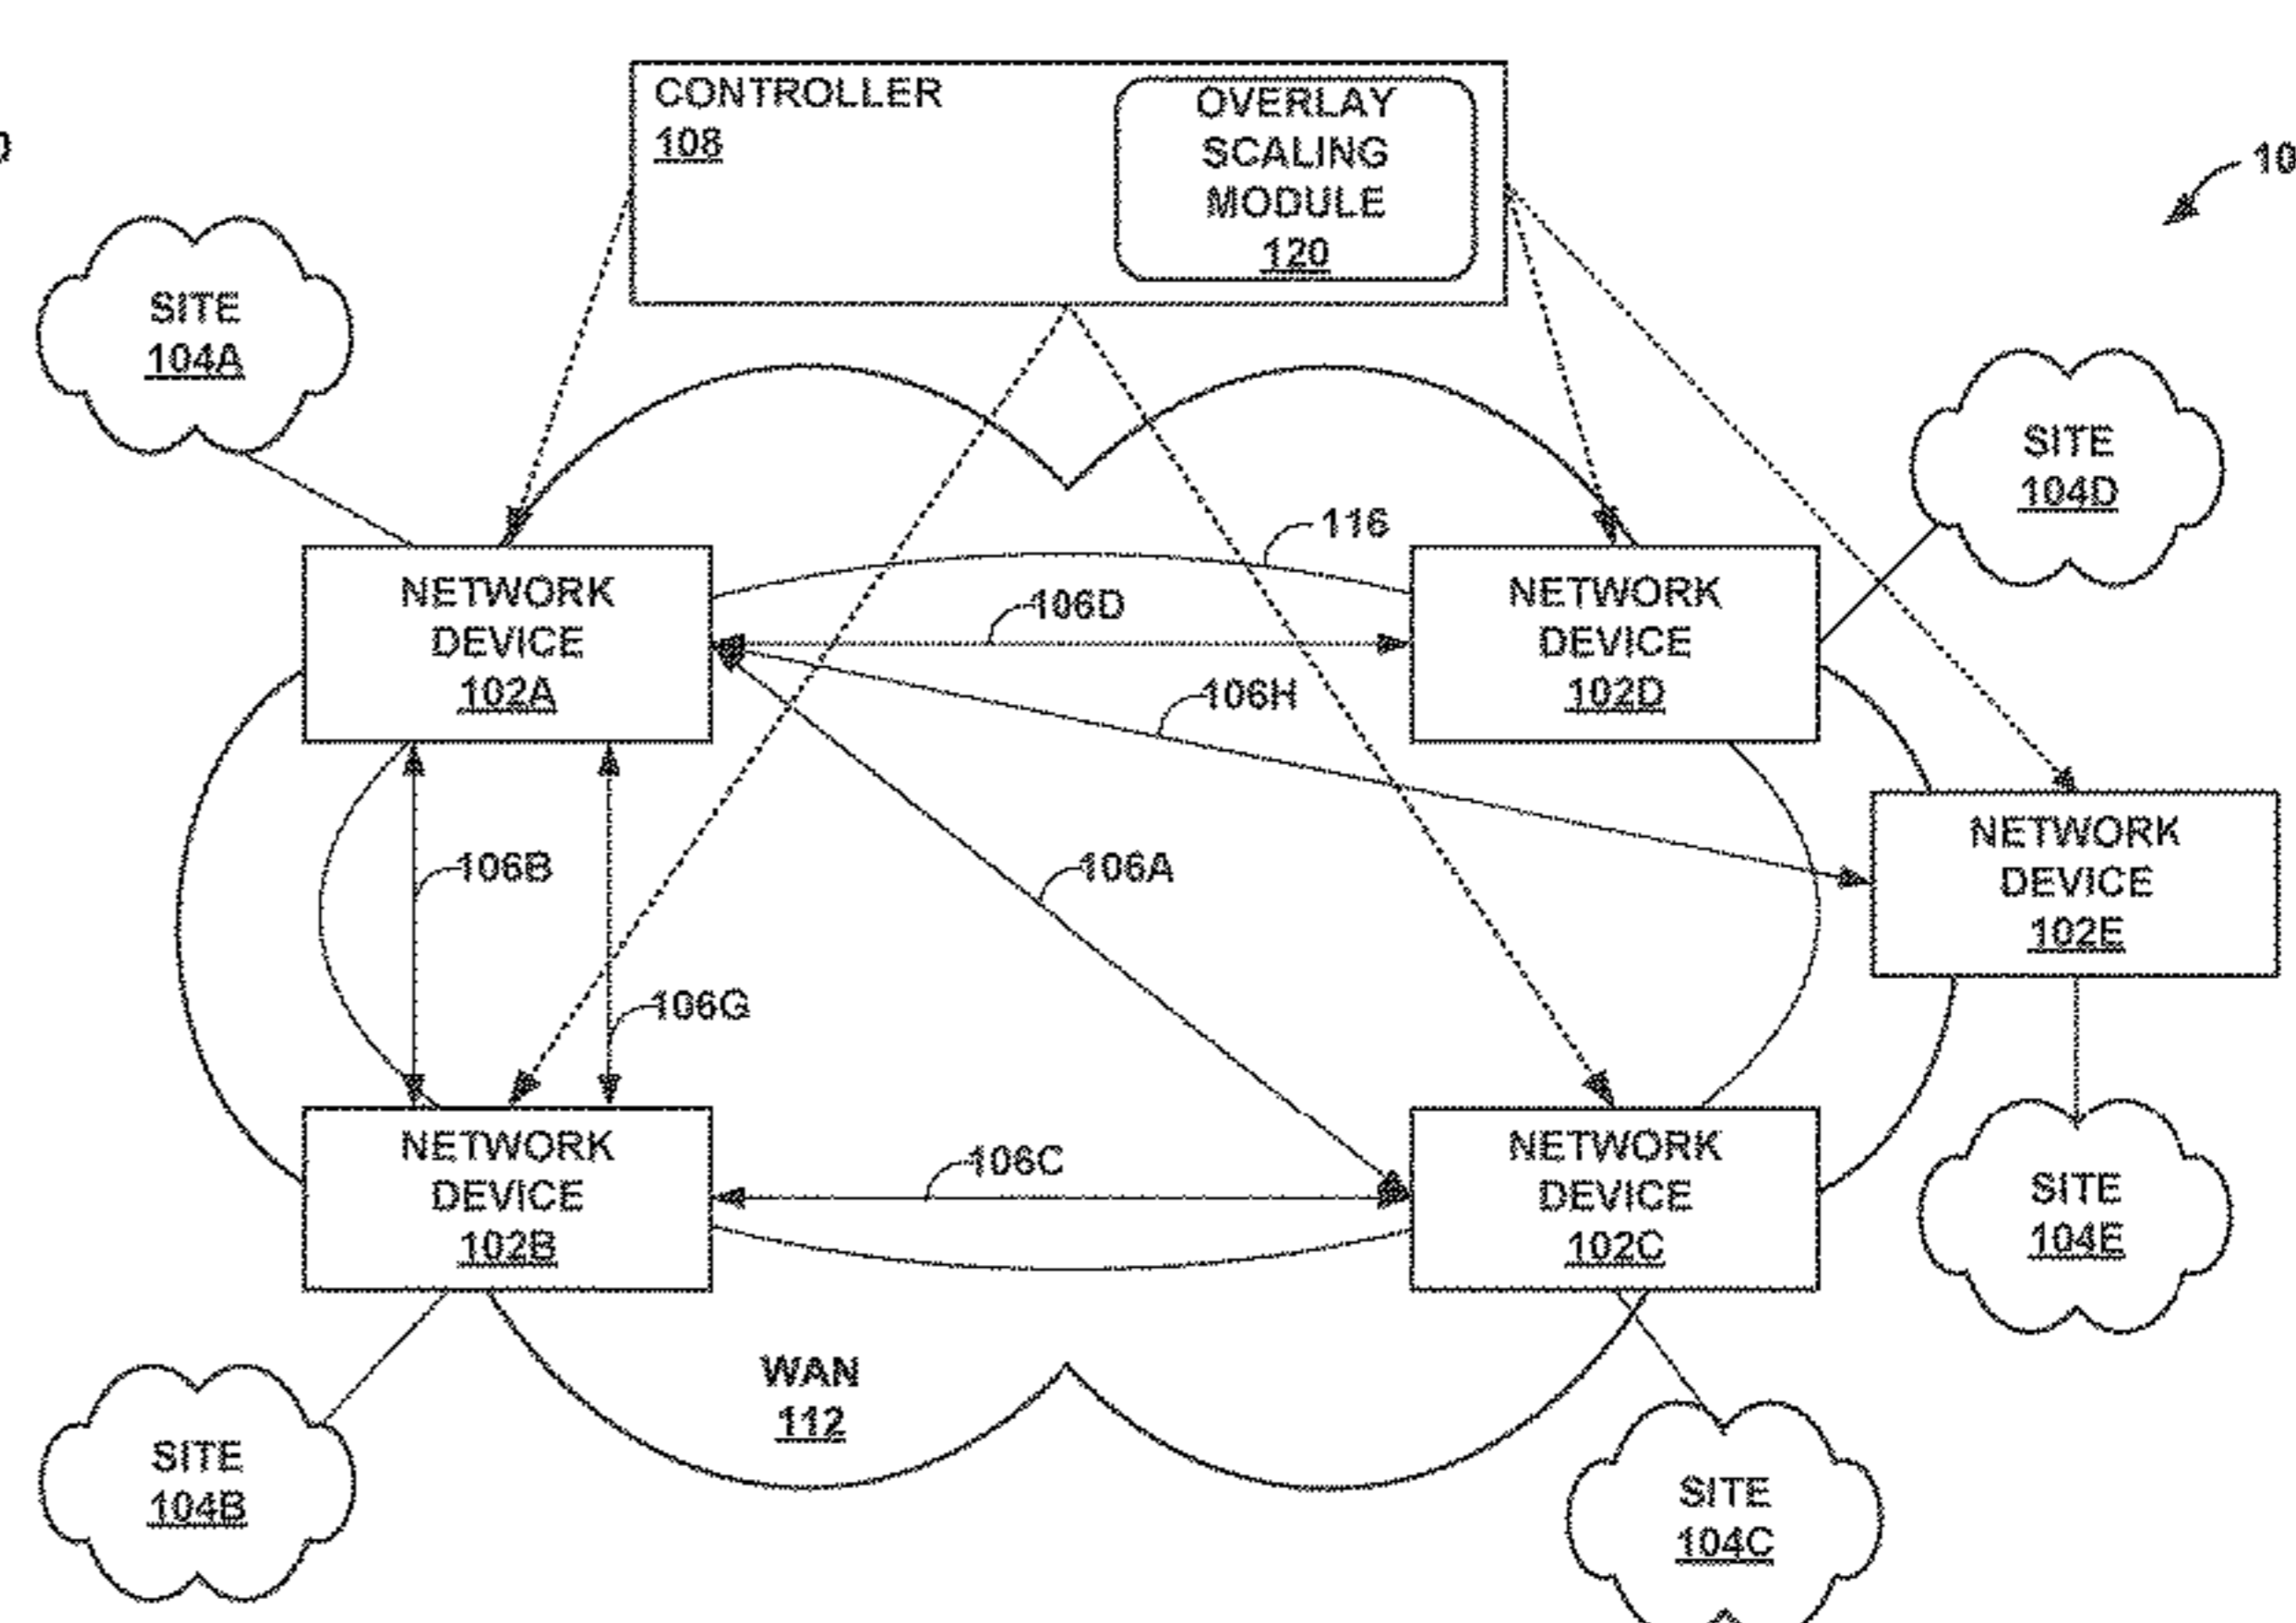 CONTROLLER
108
OVERLAY
SCALING
MODULE
120
10
SITE
104A
SITE
104D
116
NETWORK
DEVICE
102A
106D
NETWORK
DEVICE
102D
106H
NETWORK
DEVICE
102E
106B
106A
106G
NETWORK
DEVICE
102B
106C
NETWORK
DEVICE
102C
SITE
104E
WAN
112
SITE
104B
SITE
104C